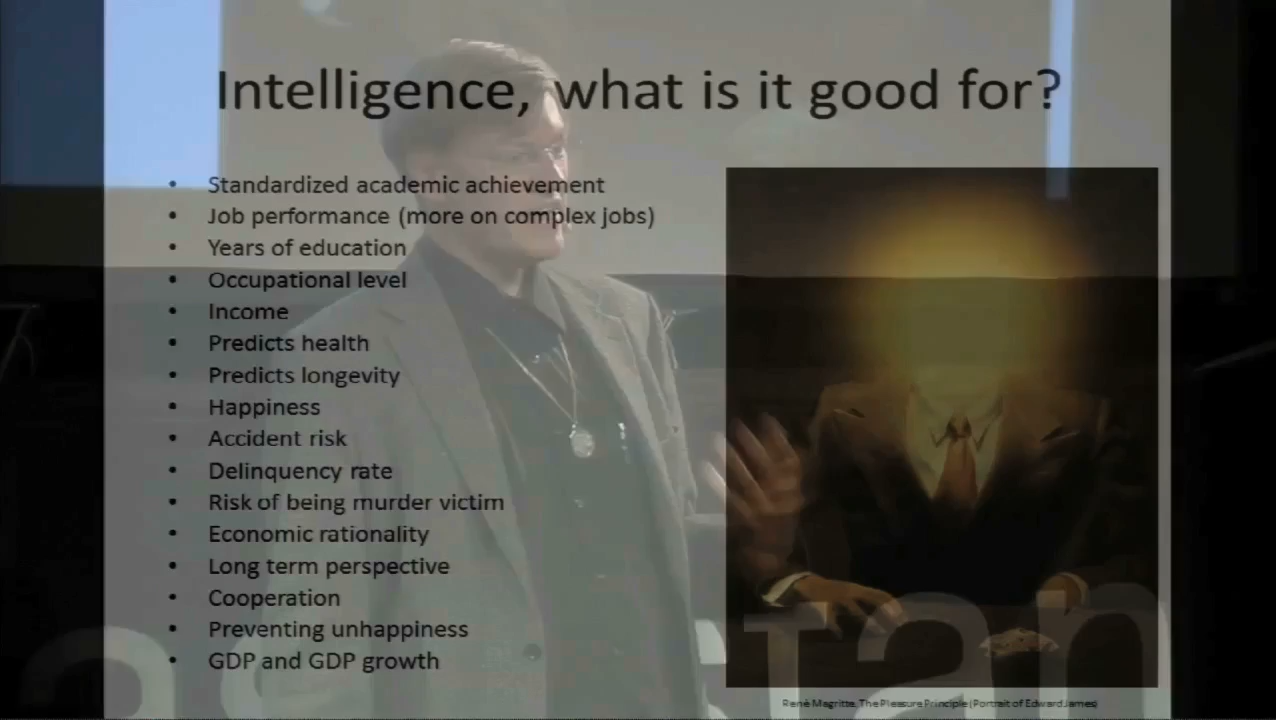 Intelligence, what is it good for?
• Standardized academic achievement
• Job performance (more on complex jobs)
• Years of education
• Occupational level
• Income
• Predicts health
• Predicts longevity
• Happiness
• Accident risk
• Delinquency rate
• Risk of being murder victim
• Economic rationality
• Long term perspective
• Cooperation
• Preventing unhappiness
• GDP and GDP growth
René Magritte, The Pleasure Principle (Portrait of Edward James)